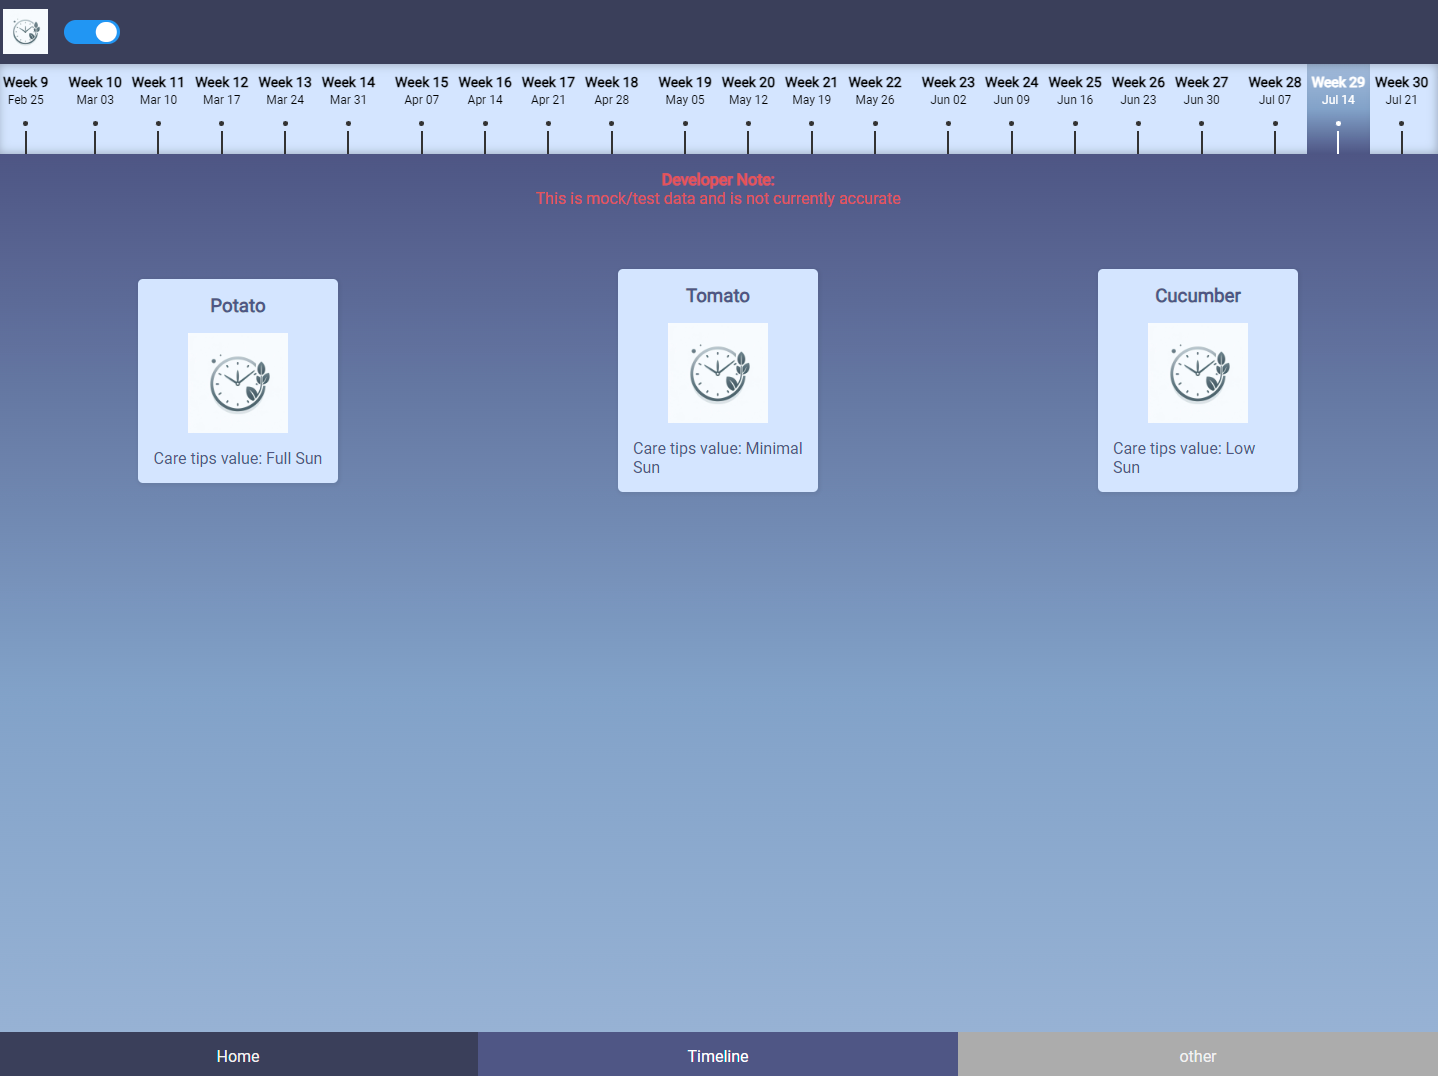 Week 9 Week 10 Week 11 Week 12 Week 13 Week 14 Week 15 Week 16 Week 17 Week 18 Week 19 Week 20 Week 21 Week 22 Week 23 Week 24 Week 25 Week 26 Week 27 Week 28 Week 29 Week 30
Feb 25 Mar 03 Mar 10 Mar 17 Mar 24 Mar 31 Apr 07 Apr 14 Apr 21 Apr 28 May 05 May 12 May 19 May 26 Jun 02 Jun 09 Jun 16 Jun 23 Jun 30 Jul 07 Jul 14 Jul 21
Developer Note:
This is mock/test data and is not currently accurate
Potato
Care tips value: Full Sun
Tomato
Care tips value: Minimal
Sun
Cucumber
Care tips value: Low
Sun
Home Timeline other